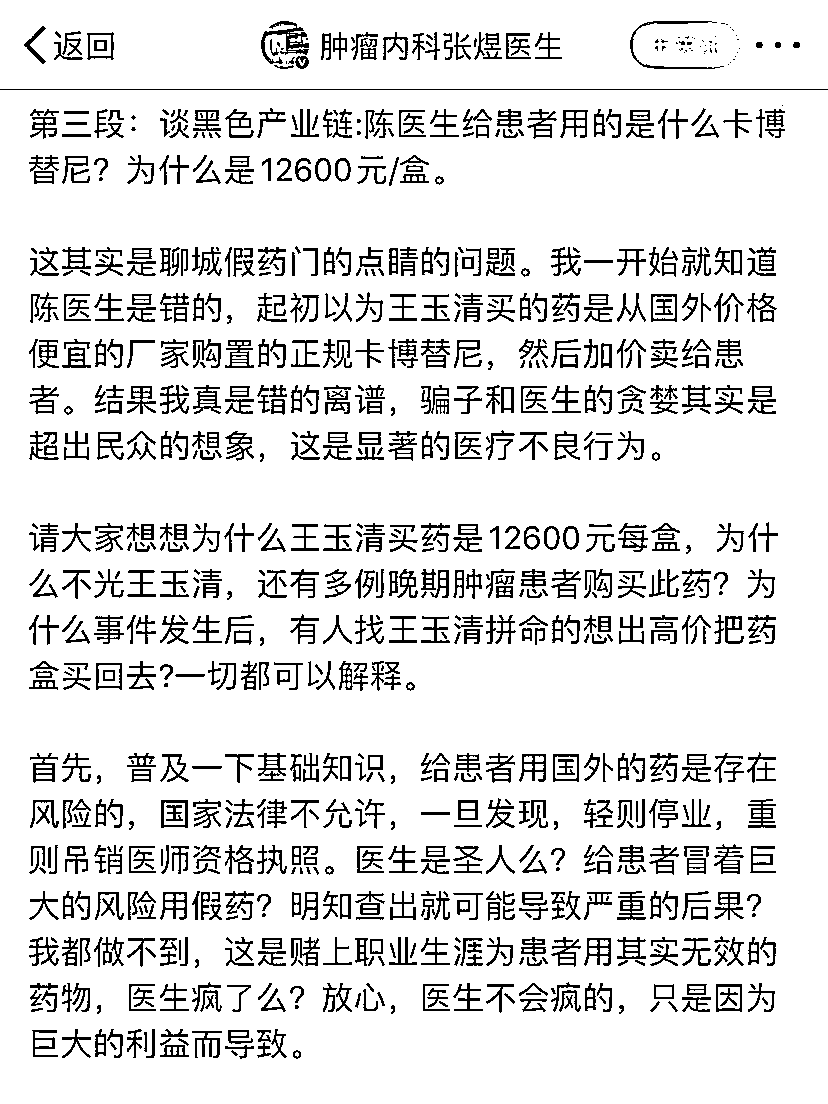 返回
肿瘤内科张煜医生
第三段：谈黑色产业链:陈医生给患者用的是什么卡博
替尼？为什么是12600元/盒。
这其实是聊城假药门的点睛的问题。我一开始就知道
陈医生是错的，起初以为王玉清买的药是从国外价格
便宜的厂家购置的正规卡博替尼，然后加价卖给患
者。结果我真是错的离谱，骗子和医生的贪婪其实是
超出民众的想象，这是显著的医疗不良行为。
请大家想想为什么王玉清买药是12600元每盒，为什
么不光王玉清，还有多例晚期肿瘤患者购买此药？为
什么事件发生后，有人找王玉清拼命的想出高价把药
盒买回去?一切都可以解释。
首先，普及一下基础知识，给患者用国外的药是存在
风险的，国家法律不允许，一旦发现，轻则停业，重
则吊销医师资格执照。医生是圣人么？给患者冒着巨
大的风险用假药？明知查出就可能导致严重的后果？
我都做不到，这是赌上职业生涯为患者用其实无效的
药物，医生疯了么？放心，医生不会疯的，只是因为
巨大的利益而导致。